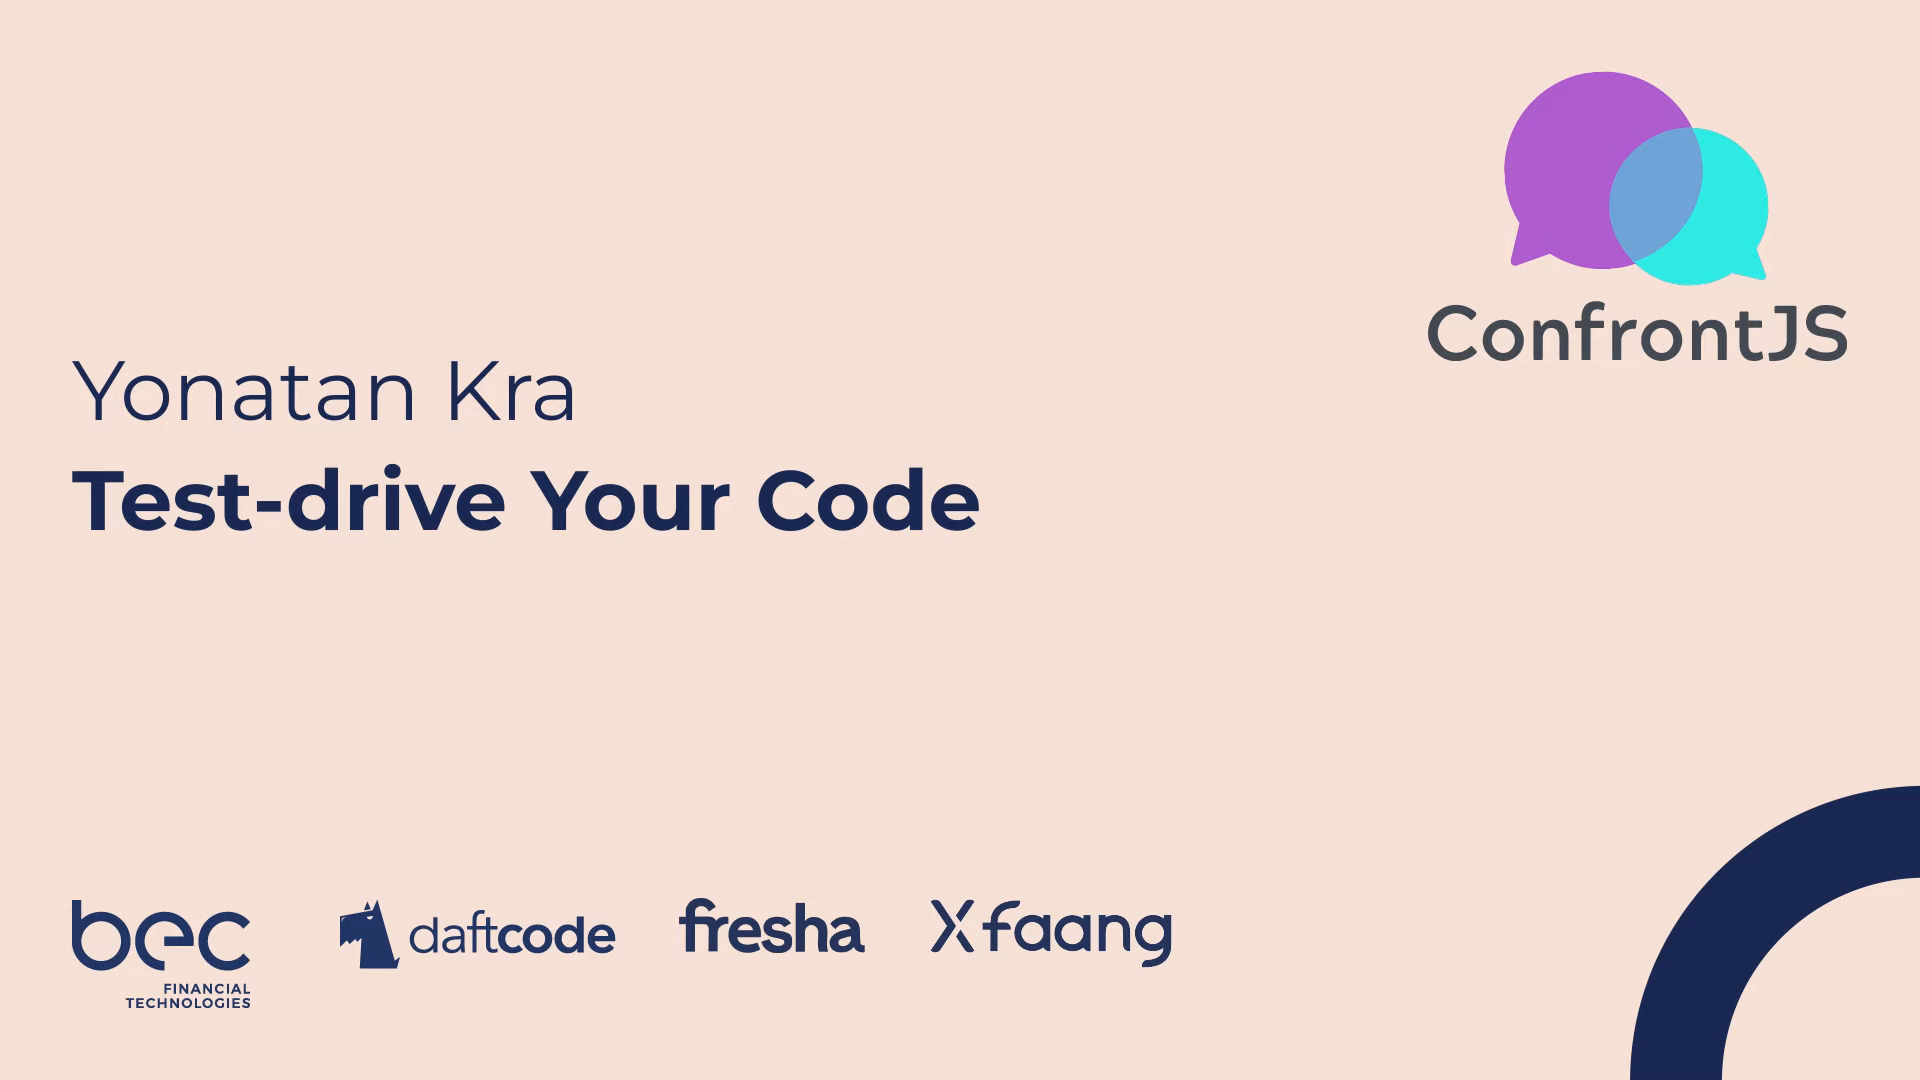 ConfrontJS
Yonatan Kra
Test-drive Your Code
bec
FINANCIAL
TECHNOLOGIES
daftcode
fresha
Xfaang